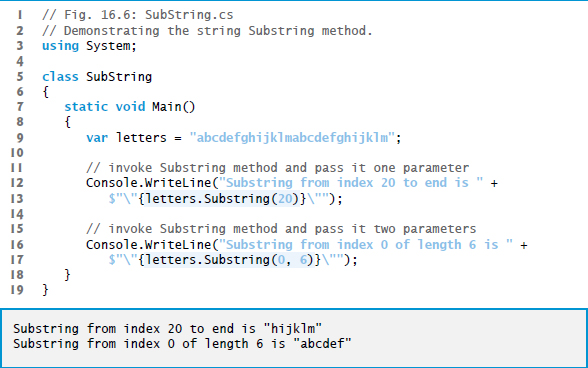 1 // Fig. 16.6: SubString.cs
2 // Demonstrating the string Substring method.
3 using System;
4
5 class SubString
6 {
7 static void Main()
8 {
9 var letters = "abcdefghijklmabcdefghijklm";
10
11 // invoke Substring method and pass it one parameter
12 Console.WriteLine("Substring from index 20 to end is " +
13 $"\"{letters.Substring(20)}\"");
14
15 // invoke Substring method and pass it two parameters
16 Console.WriteLine("Substring from index 0 of length 6 is " +
17 $"\"{letters.Substring(0, 6)}\"");
18 }
19 }
Substring from index 20 to end is "hijklm"
Substring from index 0 of length 6 is "abcdef"